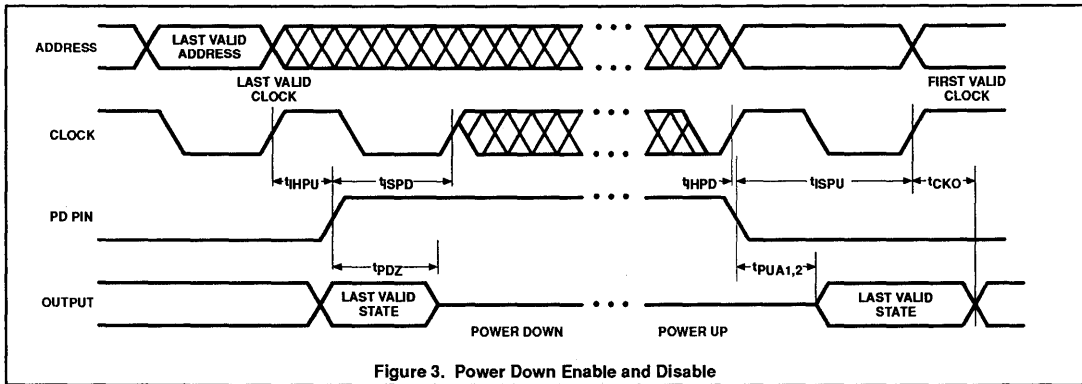 ADDRESS
LAST VALID
ADDRESS
LAST VALID
CLOCK
FIRST VALID
CLOCK
CLOCK
tIHPU
tISPD
tIHPD
tISPU
tCKO
PD PIN
tPDZ
tPUA1,2
OUTPUT
LAST VALID
STATE
POWER DOWN
POWER UP
LAST VALID
STATE
Figure 3. Power Down Enable and Disable